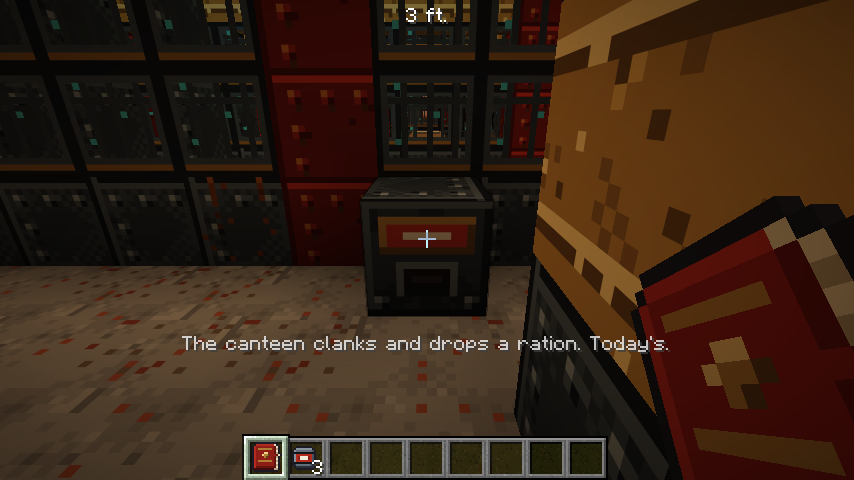 3 ft.
The canteen clanks and drops a ration. Today's.
3